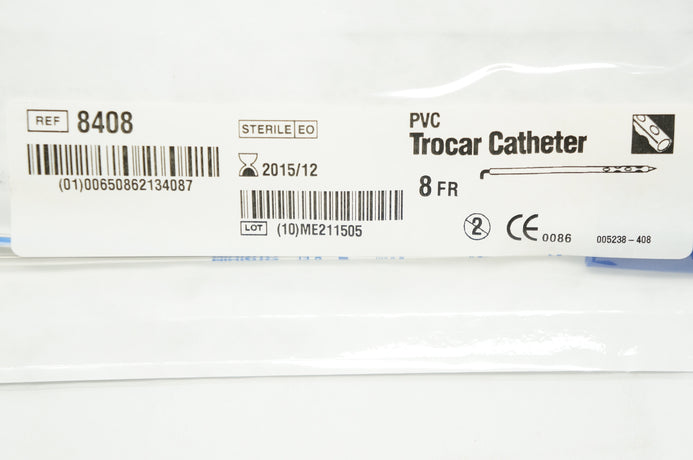 REF 8408
(01)00650862134087
STERILE EO
2015/12
LOT (10)ME211505
PVC
Trocar Catheter
8 FR
2
CE 0086
005238-408